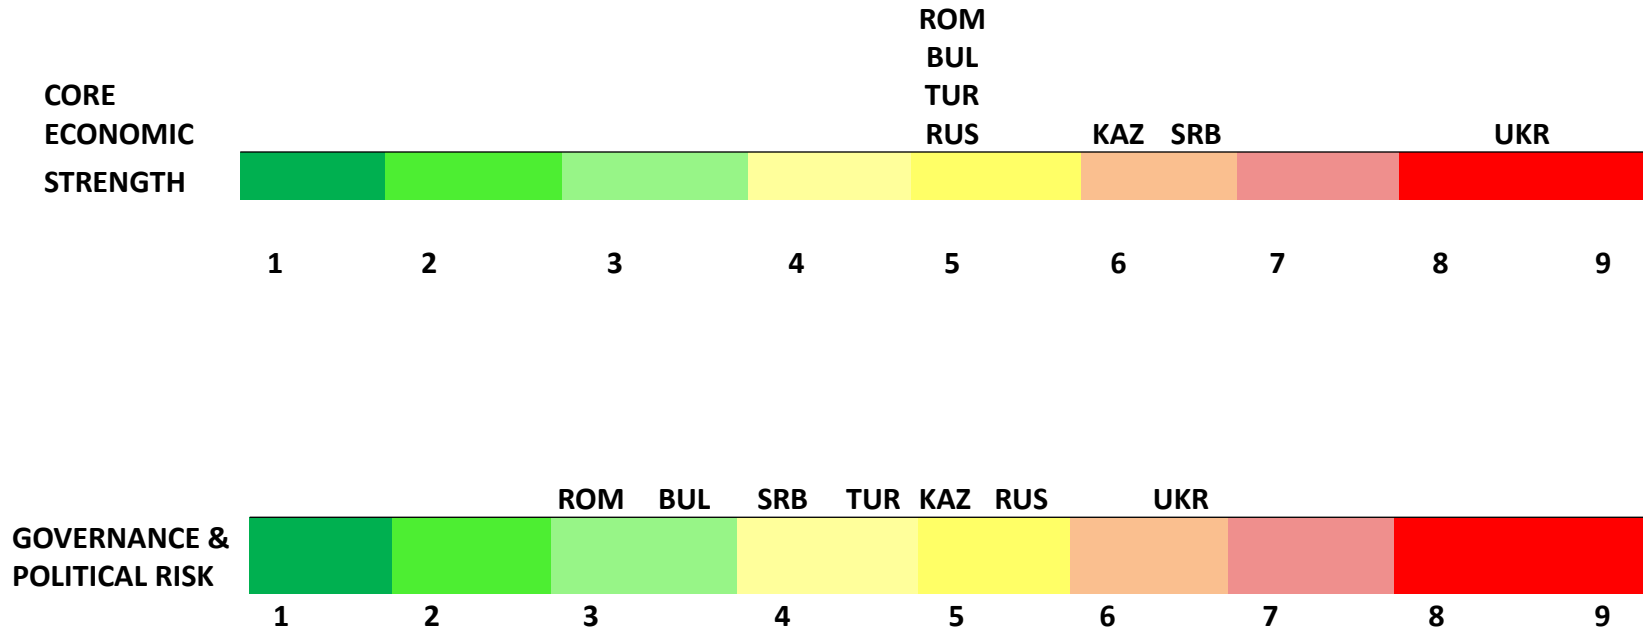 ROM
BUL
CORE TUR
ECONOMIC RUS KAZ SRB UKR
STRENGTH
1 2 3 4 5 6 7 8 9
ROM BUL SRB TUR KAZ RUS UKR
GOVERNANCE &
POLITICAL RISK
1 2 3 4 5 6 7 8 9